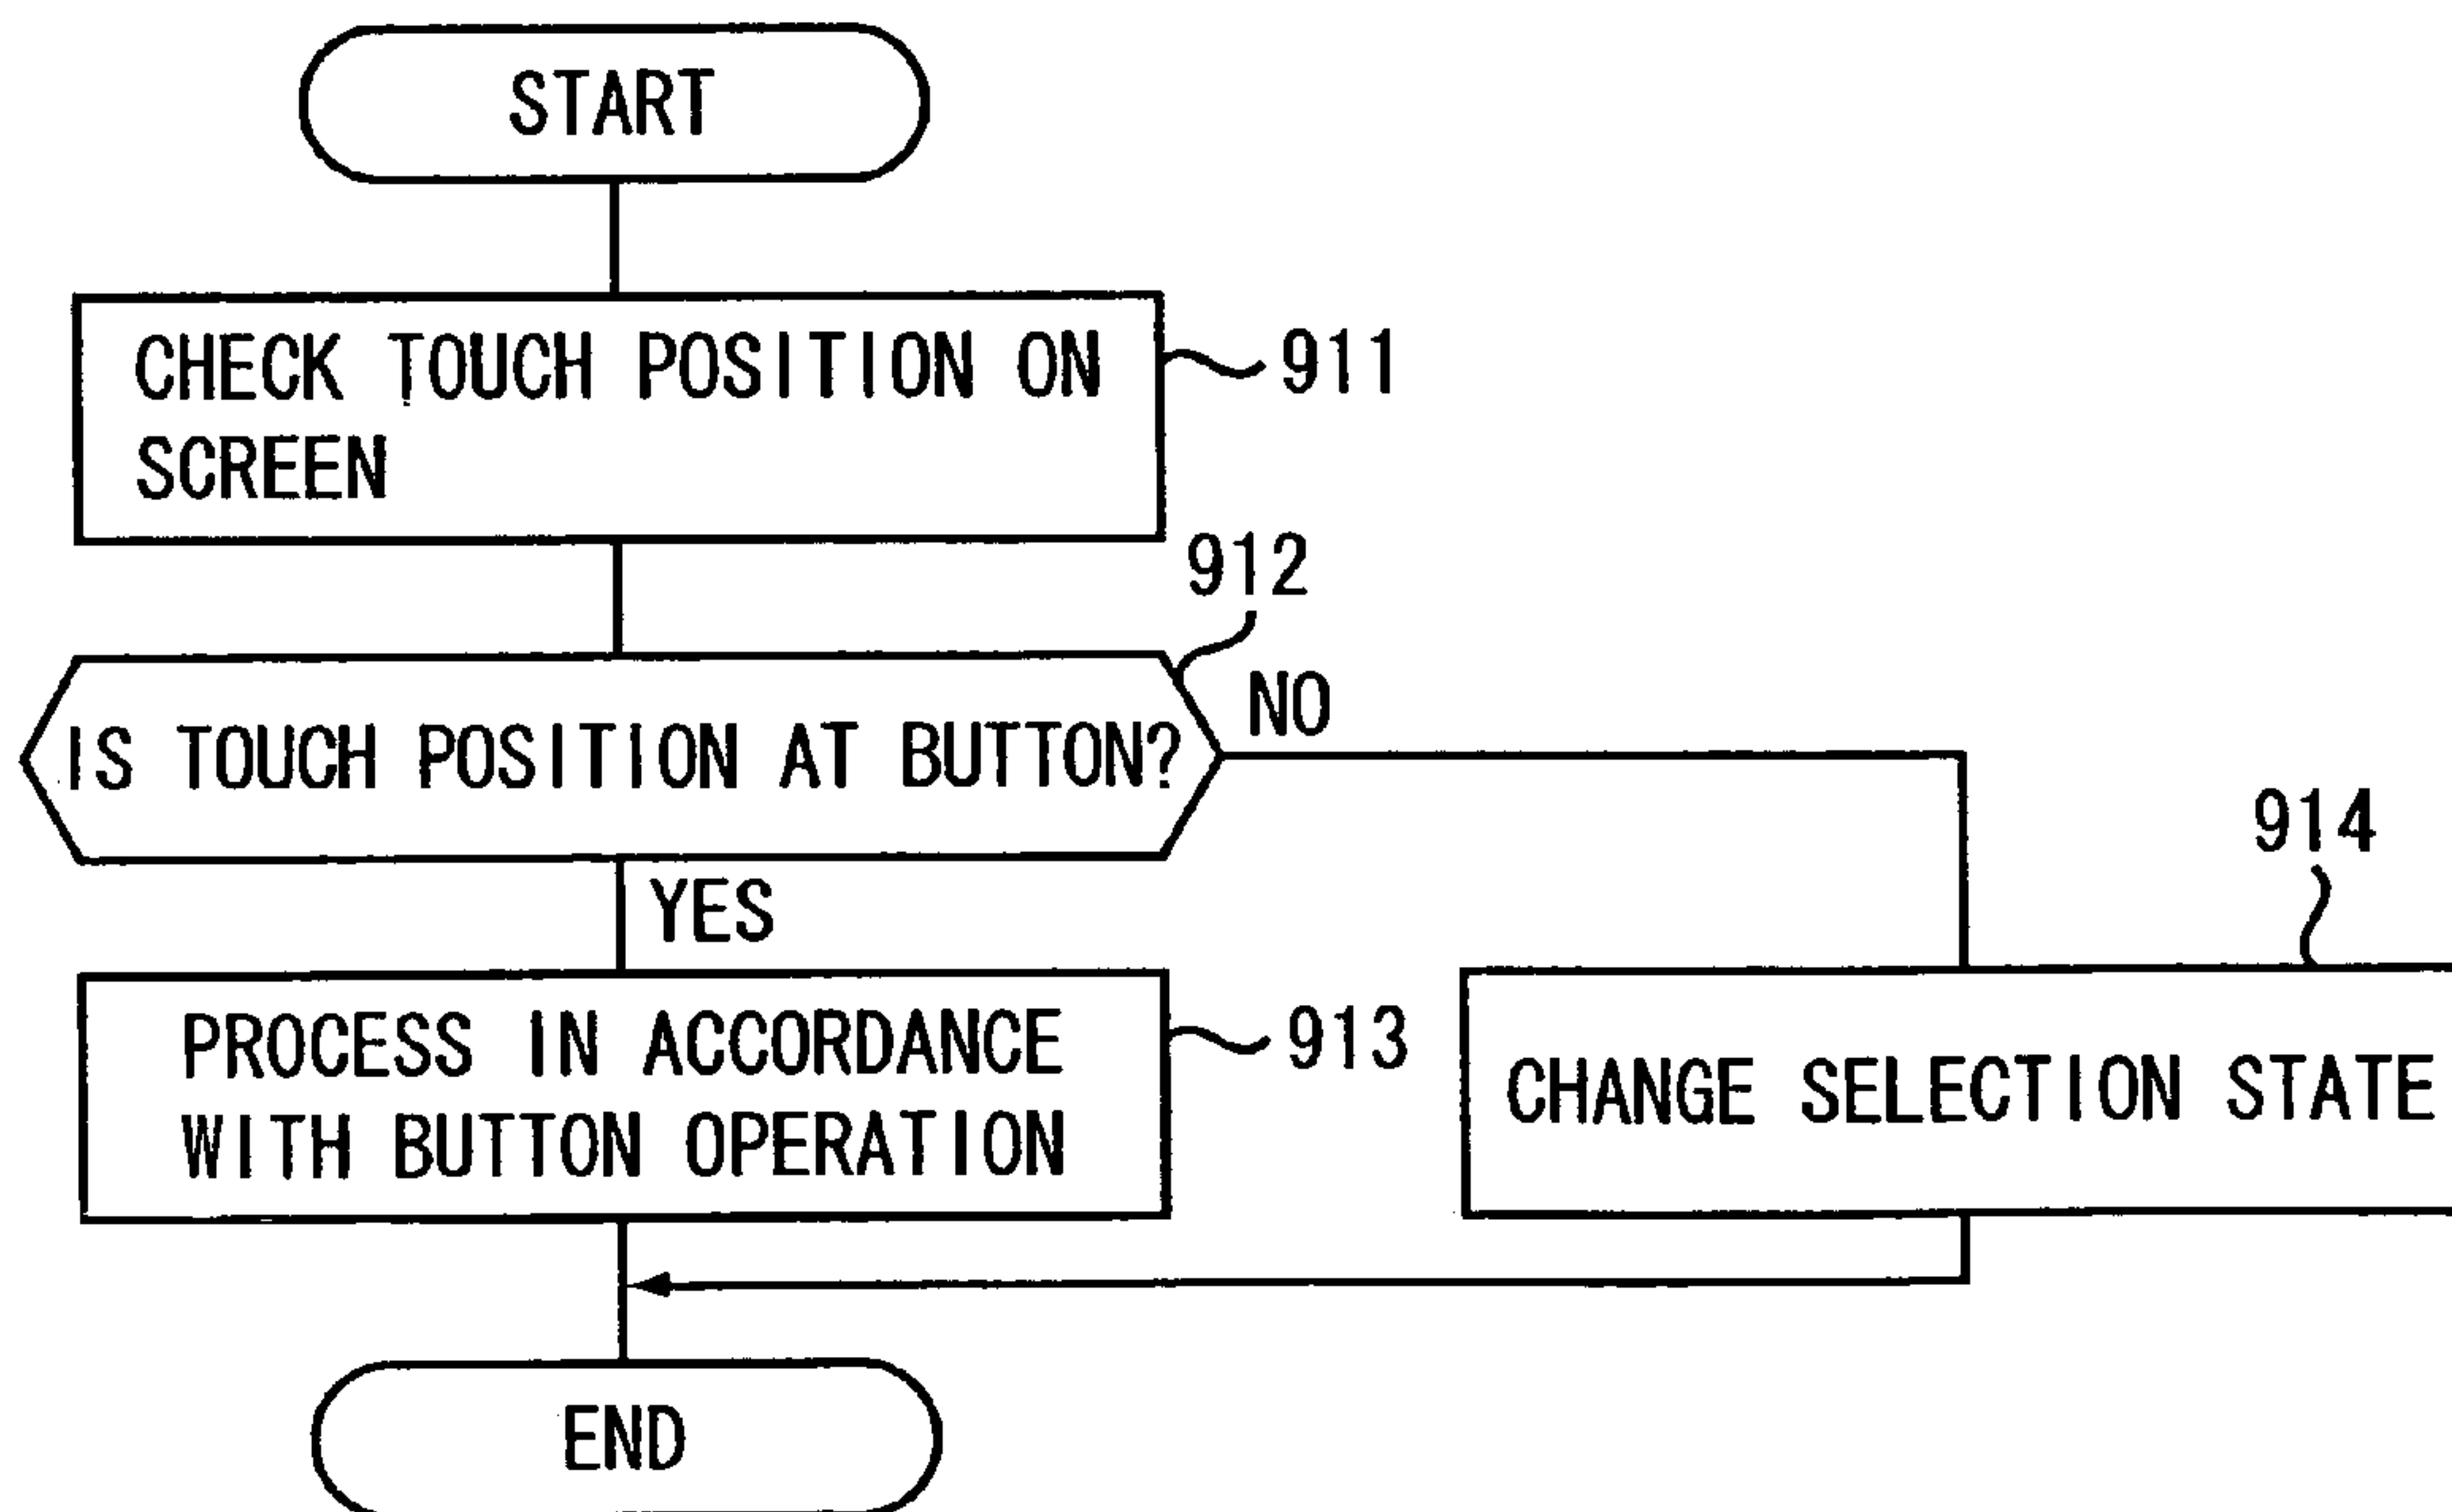 START
CHECK TOUCH POSITION ON
SCREEN
911
912
IS TOUCH POSITION AT BUTTON?
NO
YES
914
PROCESS IN ACCORDANCE
WITH BUTTON OPERATION
913
CHANGE SELECTION STATE
END